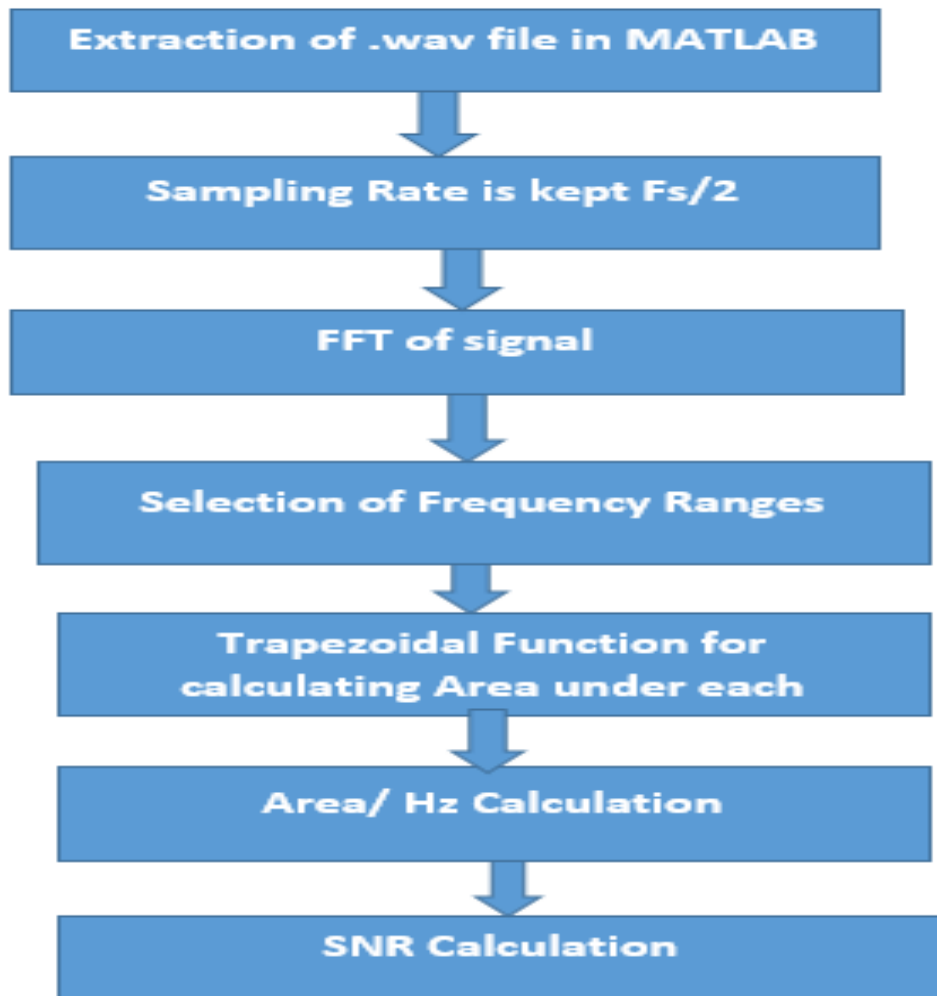 Extraction of .wav file in MATLAB
Sampling Rate is kept Fs/2
FFT of signal
Selection of Frequency Ranges
Trapezoidal Function for
calculating Area under each
Area/ Hz Calculation
SNR Calculation